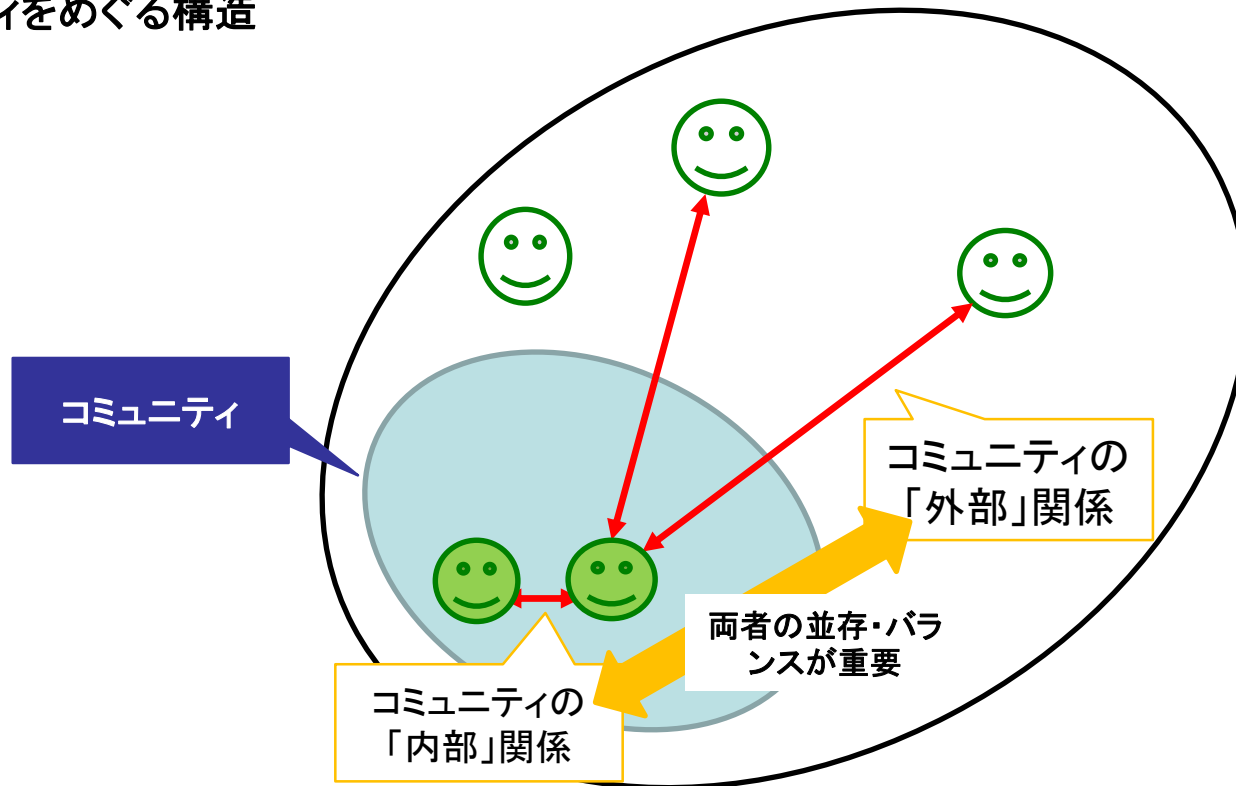 ィをめぐる構造
コミュニティ
コミュニティの
「外部」関係
両者の並存・バラ
ンスが重要
コミュニティの
「内部」関係